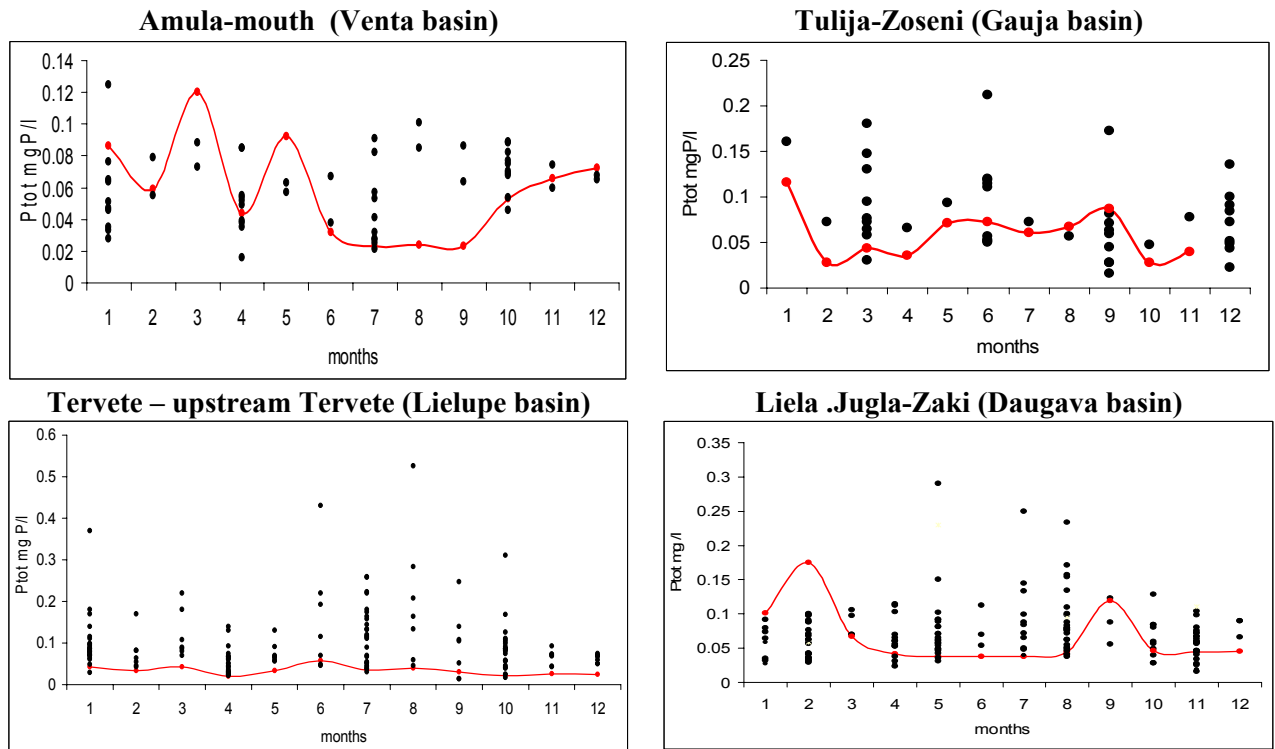 Amula-mouth (Venta basin)
Ptot mgP/l
0.14
0.12
0.1
0.08
0.06
0.04
0.02
0
1 2 3 4 5 6 7 8 9 10 11 12
months
Tulija-Zoseni (Gauja basin)
Ptot mgP/l
0.25
0.2
0.15
0.1
0.05
0
1 2 3 4 5 6 7 8 9 10 11 12
months
Tervete – upstream Tervete (Lielupe basin)
Ptot mg P/l
0.6
0.5
0.4
0.3
0.2
0.1
0
1 2 3 4 5 6 7 8 9 10 11 12
months
Liela .Jugla-Zaki (Daugava basin)
Ptot mg/l
0.35
0.3
0.25
0.2
0.15
0.1
0.05
0
1 2 3 4 5 6 7 8 9 10 11 12
months